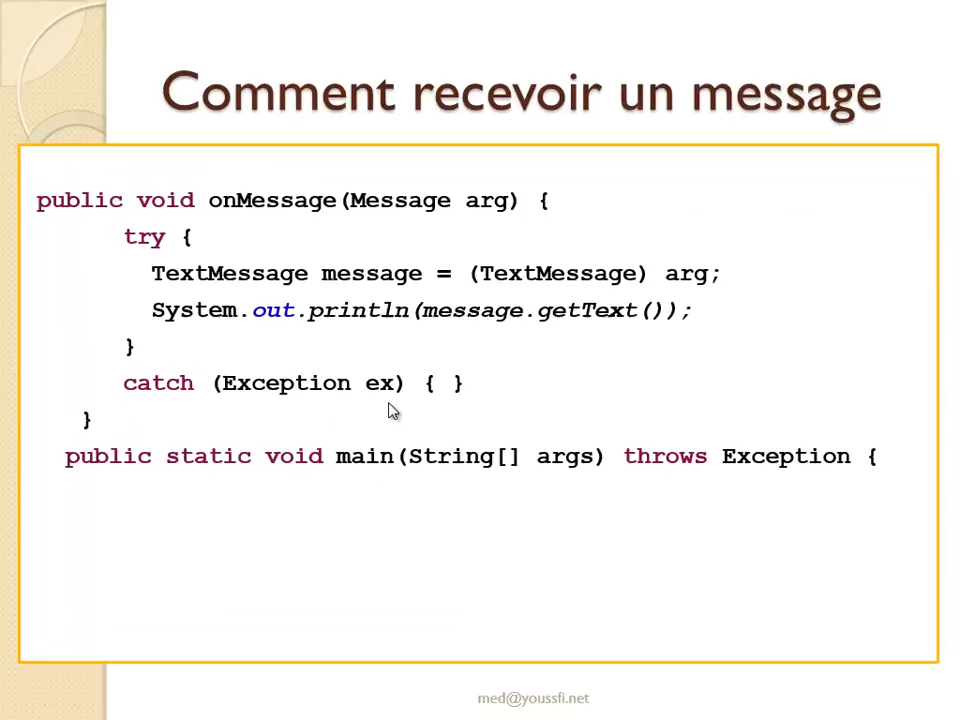 Comment recevoir un message
public void onMessage(Message arg) {
try {
TextMessage message = (TextMessage) arg;
System.out.println(message.getText());
}
catch (Exception ex) { }
}
public static void main(String[] args) throws Exception {
med@youssfi.net